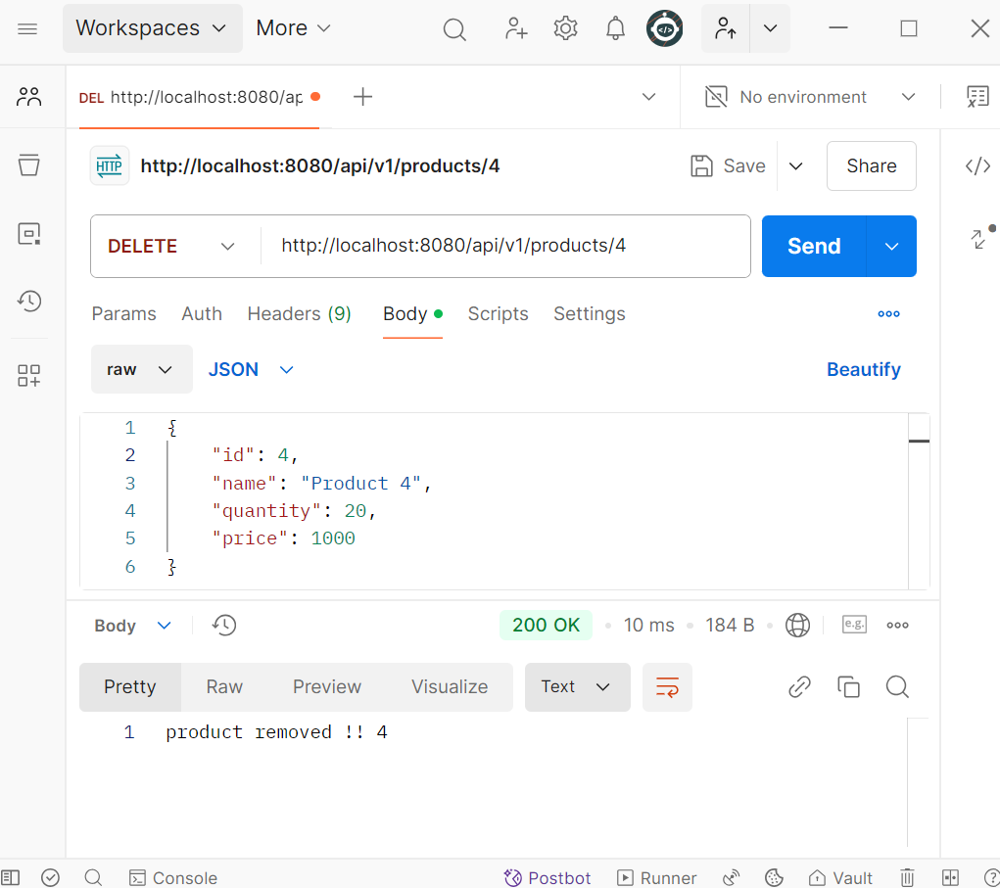 Workspaces More
DEL http://localhost:8080/ap No environment
HTTP http://localhost:8080/api/v1/products/4 Save Share
DELETE http://localhost:8080/api/v1/products/4 Send
Params Auth Headers (9) Body Scripts Settings
raw JSON Beautify
1 {
2 "id": 4,
3 "name": "Product 4",
4 "quantity": 20,
5 "price": 1000
6 }
Body 200 OK 10 ms 184 B e.g.
Pretty Raw Preview Visualize Text
1 product removed !! 4
Console Postbot Runner Vault